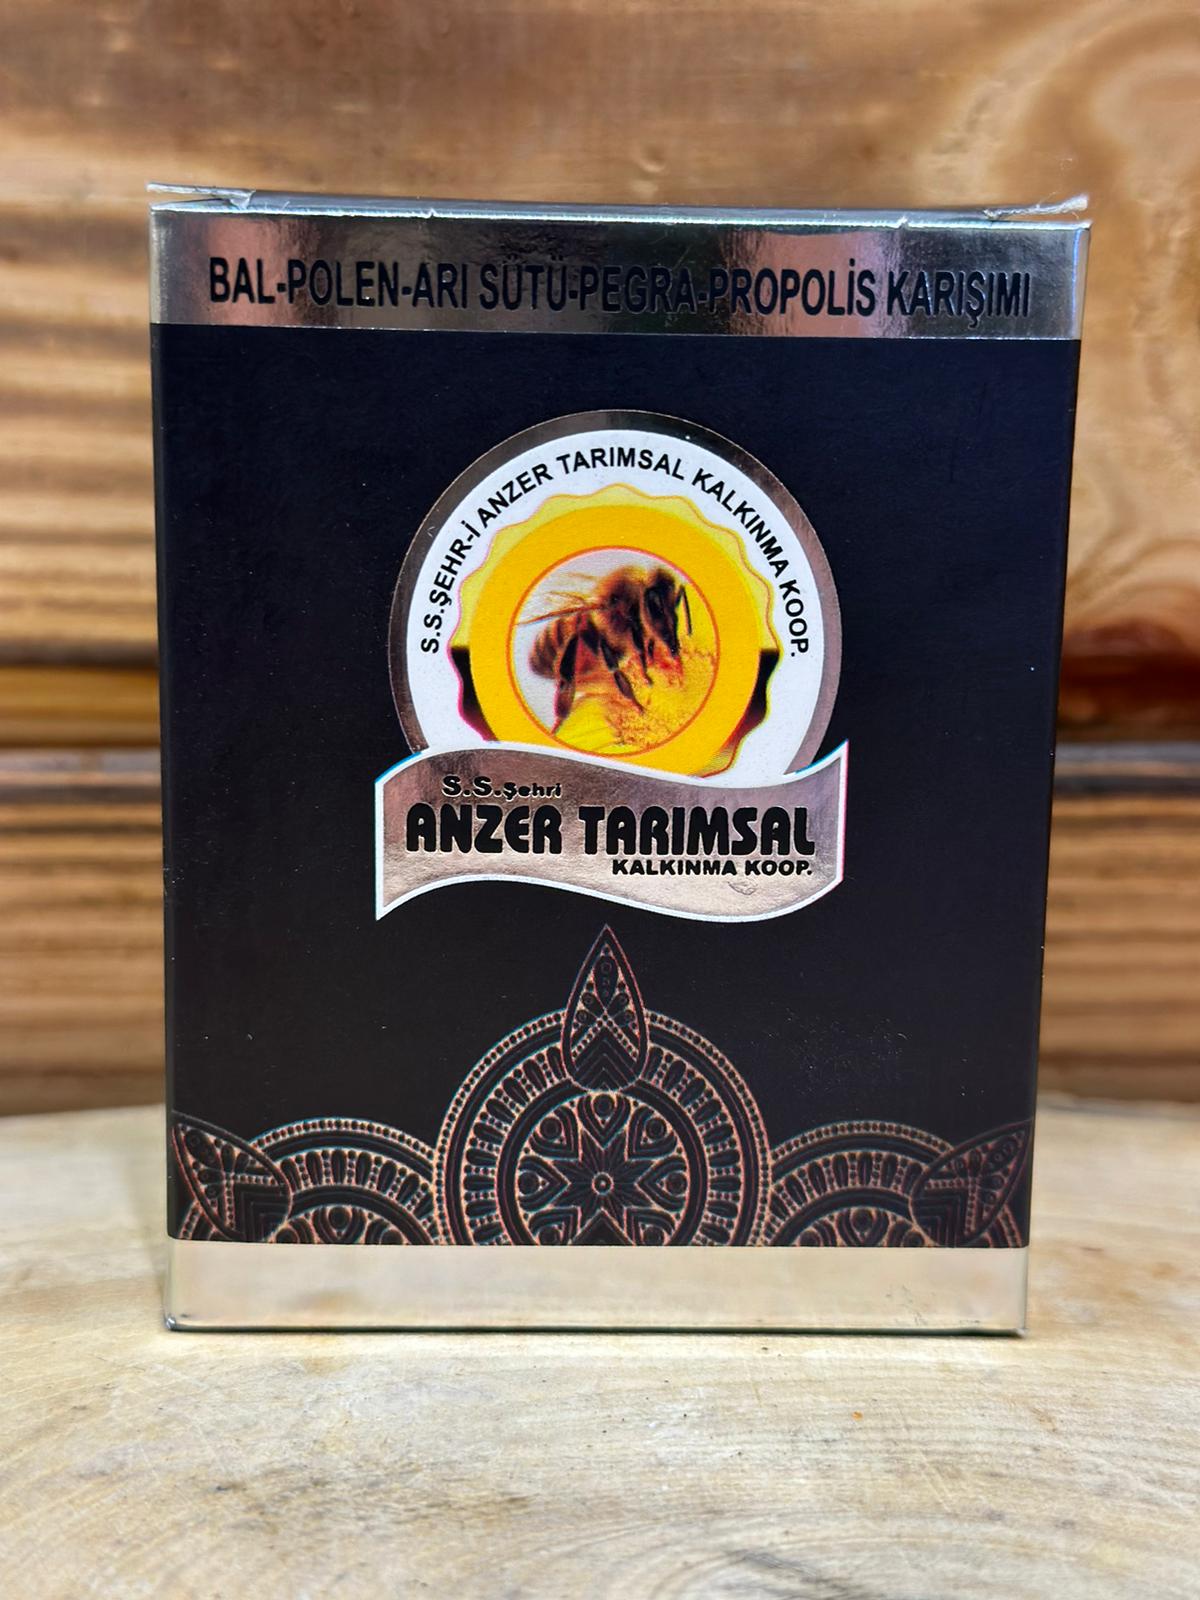 BAL-POLEN-ARI SÜTÜ-PEGRA-PROPOLİS KARIŞIMI
S.S.ŞEHR-İ ANZER TARIMSAL KALKINMA KOOP.
S.S.Şehri
ANZER TARIMSAL
KALKINMA KOOP.